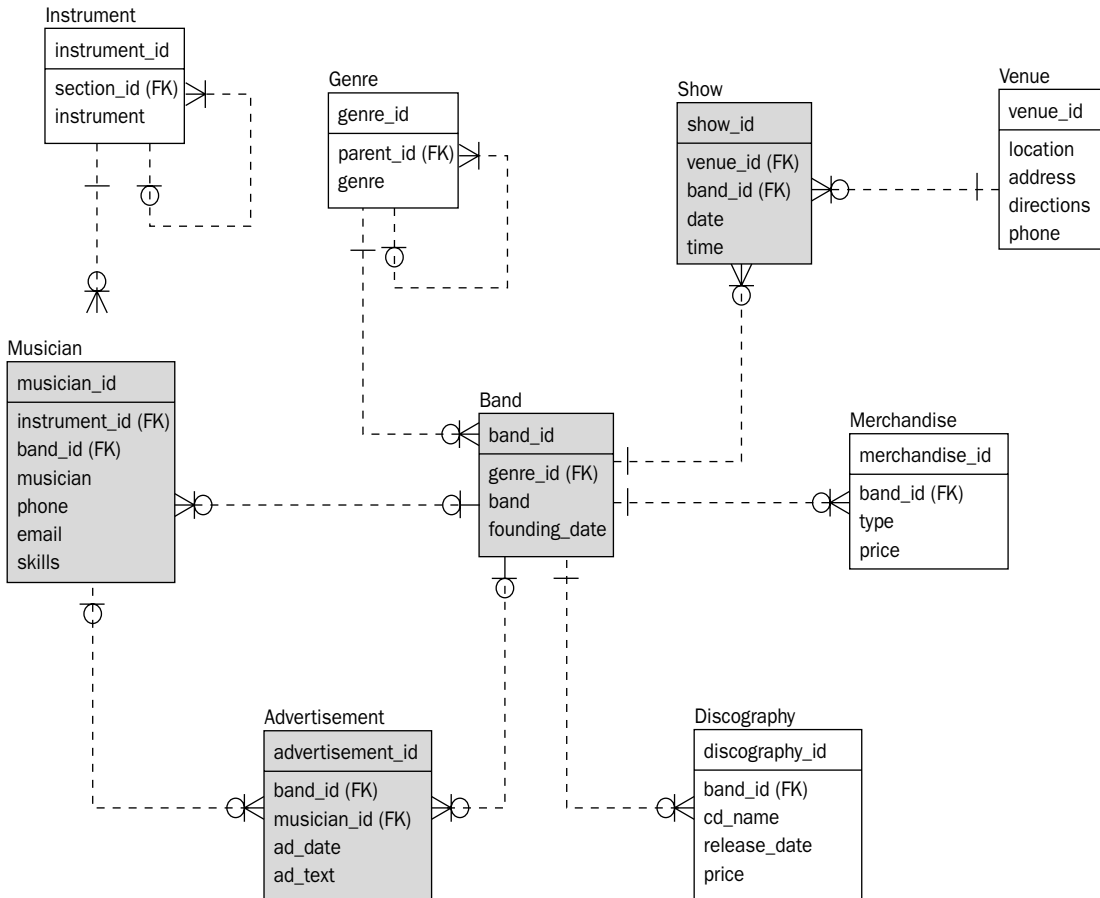 Instrument
instrument_id
section_id (FK)
instrument
Genre
genre_id
parent_id (FK)
genre
Show
show_id
venue_id (FK)
band_id (FK)
date
time
Venue
venue_id
location
address
directions
phone
Musician
musician_id
instrument_id (FK)
band_id (FK)
musician
phone
email
skills
Band
band_id
genre_id (FK)
band
founding_date
Merchandise
merchandise_id
band_id (FK)
type
price
Advertisement
advertisement_id
band_id (FK)
musician_id (FK)
ad_date
ad_text
Discography
discography_id
band_id (FK)
cd_name
release_date
price